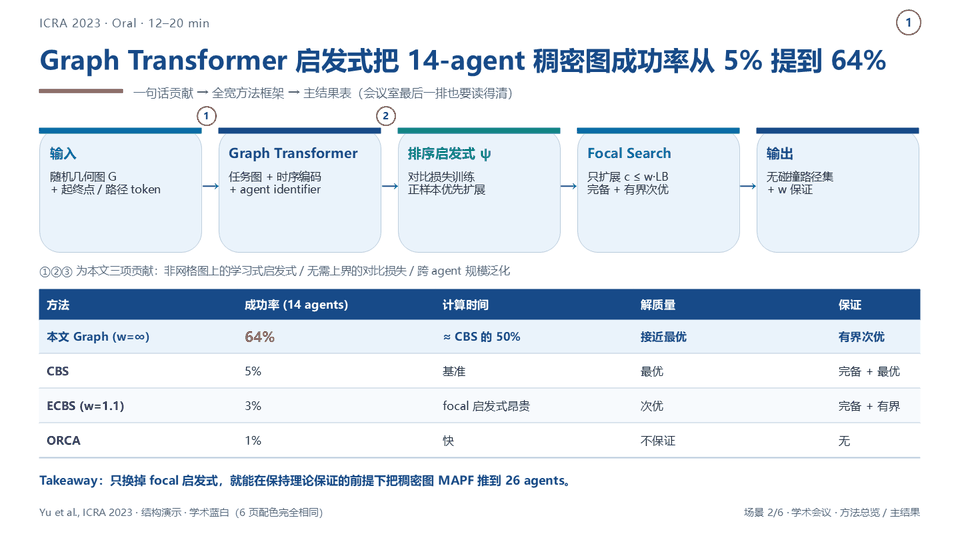 ICRA 2023 · Oral · 12–20 min
1
Graph Transformer 启发式把 14-agent 稠密图成功率从 5% 提到 64%
一句话贡献 → 全宽方法框架 → 主结果表（会议室最后一排也要读得清）
1
2
输入
随机几何图 G
+ 起终点 / 路径 token
Graph Transformer
任务图 + 时序编码
+ agent identifier
排序启发式 ψ
对比损失训练
正样本优先扩展
Focal Search
只扩展 c ≤ w·LB
完备 + 有界次优
输出
无碰撞路径集
+ w 保证
①②③ 为本文三项贡献：非网格图上的学习式启发式 / 无需上界的对比损失 / 跨 agent 规模泛化
方法 成功率 (14 agents) 计算时间 解质量 保证
本文 Graph (w=∞) 64% ≈ CBS 的 50% 接近最优 有界次优
CBS 5% 基准 最优 完备 + 最优
ECBS (w=1.1) 3% focal 启发式昂贵 次优 完备 + 有界
ORCA 1% 快 不保证 无
Takeaway：只换掉 focal 启发式，就能在保持理论保证的前提下把稠密图 MAPF 推到 26 agents。
Yu et al., ICRA 2023 · 结构演示 · 学术蓝白（6 页配色完全相同）
场景 2/6 · 学术会议 · 方法总览 / 主结果